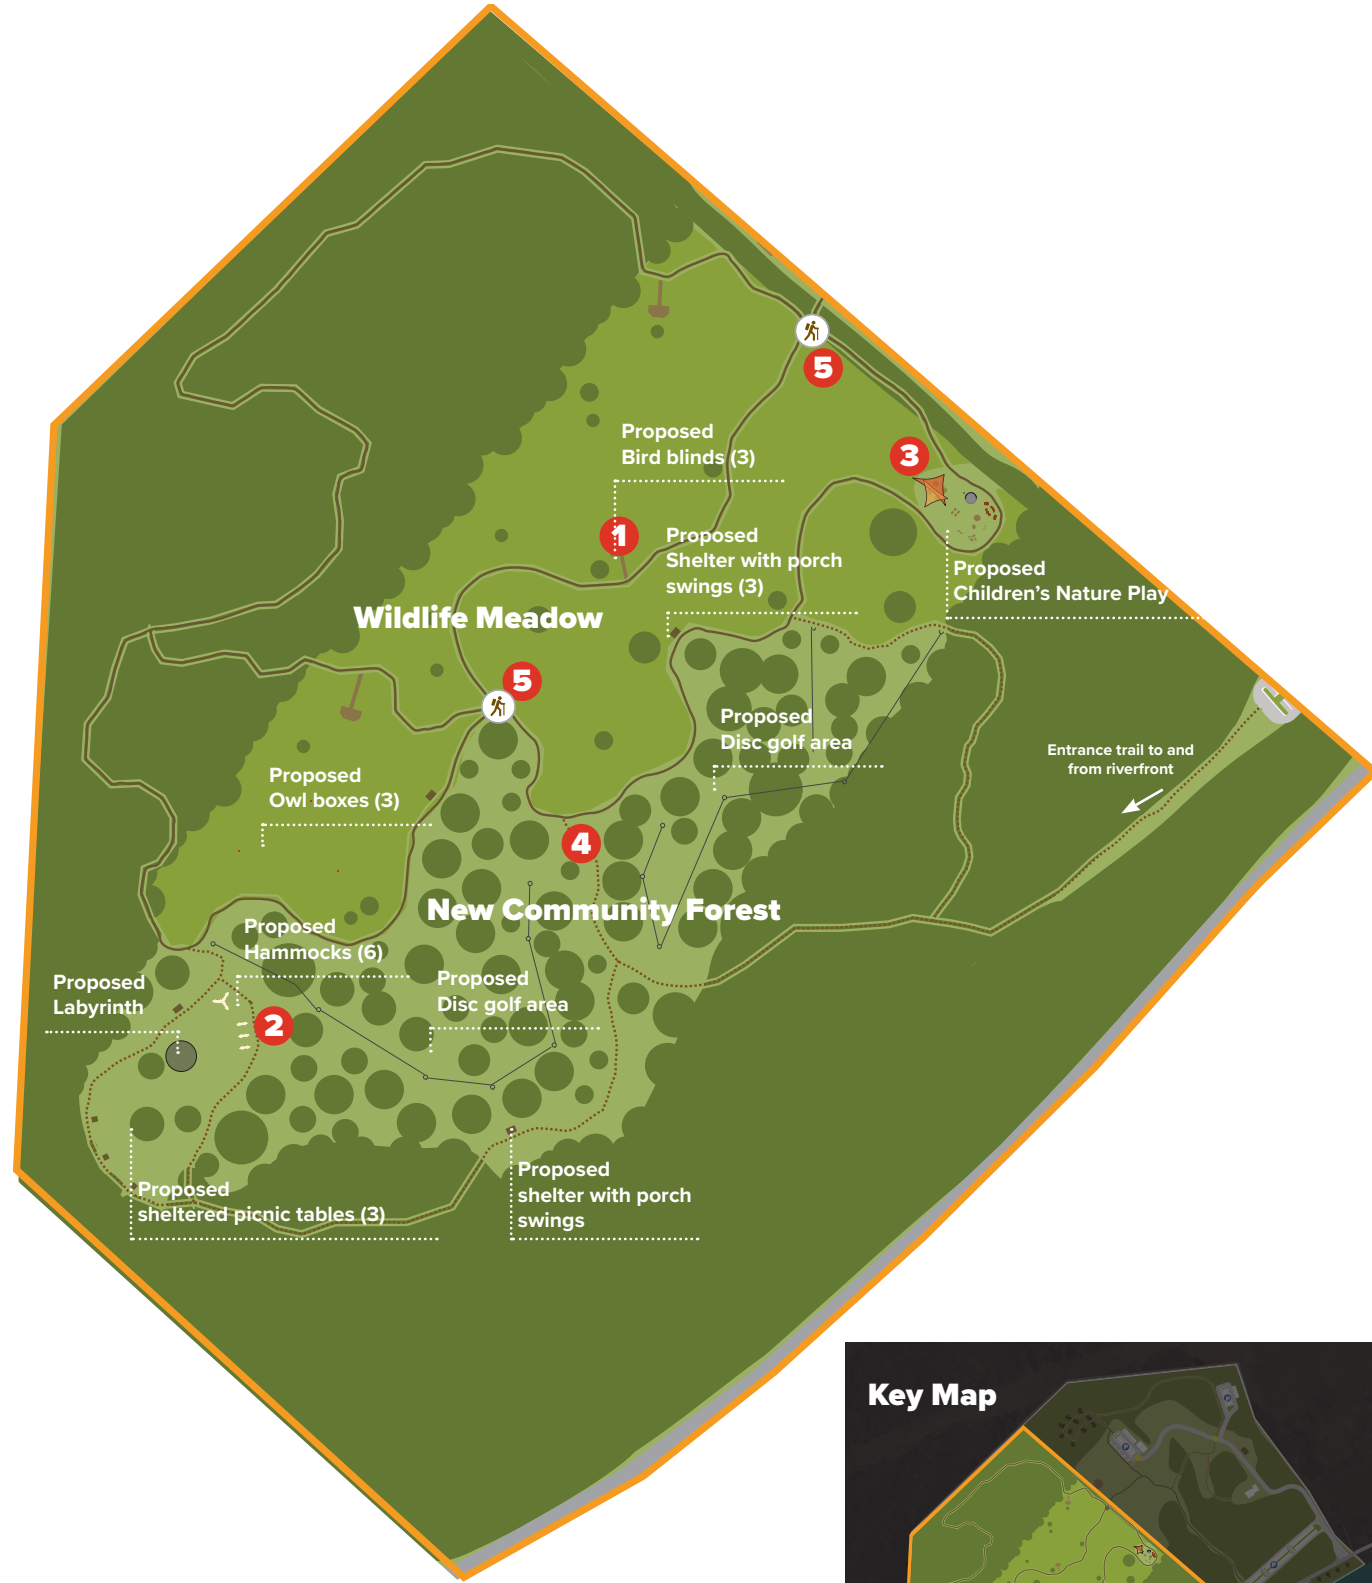 5
3
Proposed
Bird blinds (3)
1
Proposed
Shelter with porch
swings (3)
Proposed
Children’s Nature Play
Wildlife Meadow
5
Proposed
Disc golf area
Entrance trail to and
from riverfront
Proposed
Owl boxes (3)
4
New Community Forest
Proposed
Hammocks (6)
Proposed
Labyrinth
Proposed
Disc golf area
2
Proposed
sheltered picnic tables (3)
Proposed
shelter with porch
swings
Key Map